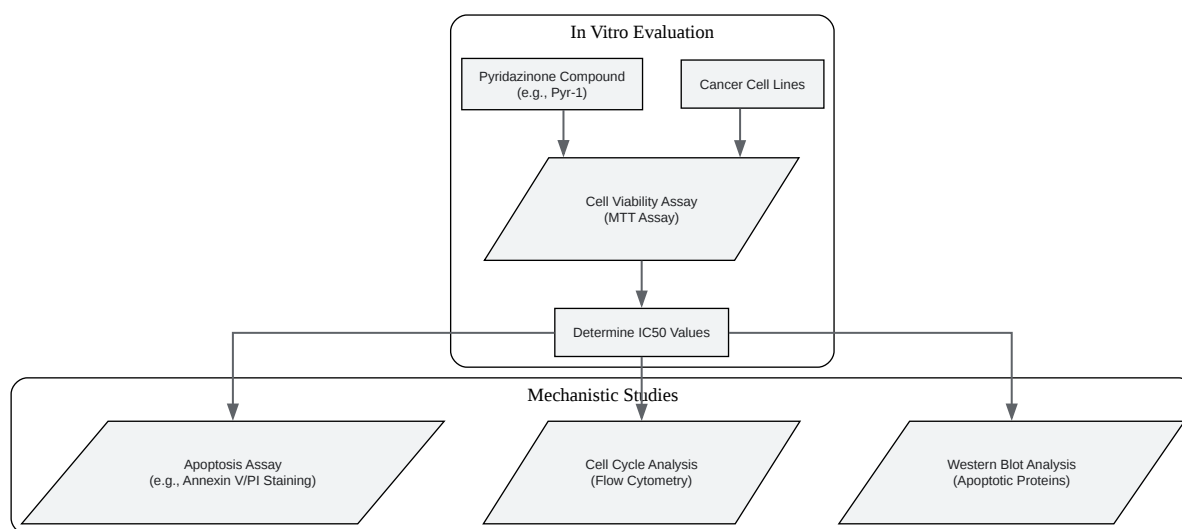 In Vitro Evaluation
Pyridazinone Compound
(e.g., Pyr-1)
Cancer Cell Lines
Cell Viability Assay
(MTT Assay)
Determine IC50 Values
Mechanistic Studies
Apoptosis Assay
(e.g., Annexin V/PI Staining)
Cell Cycle Analysis
(Flow Cytometry)
Western Blot Analysis
(Apoptotic Proteins)